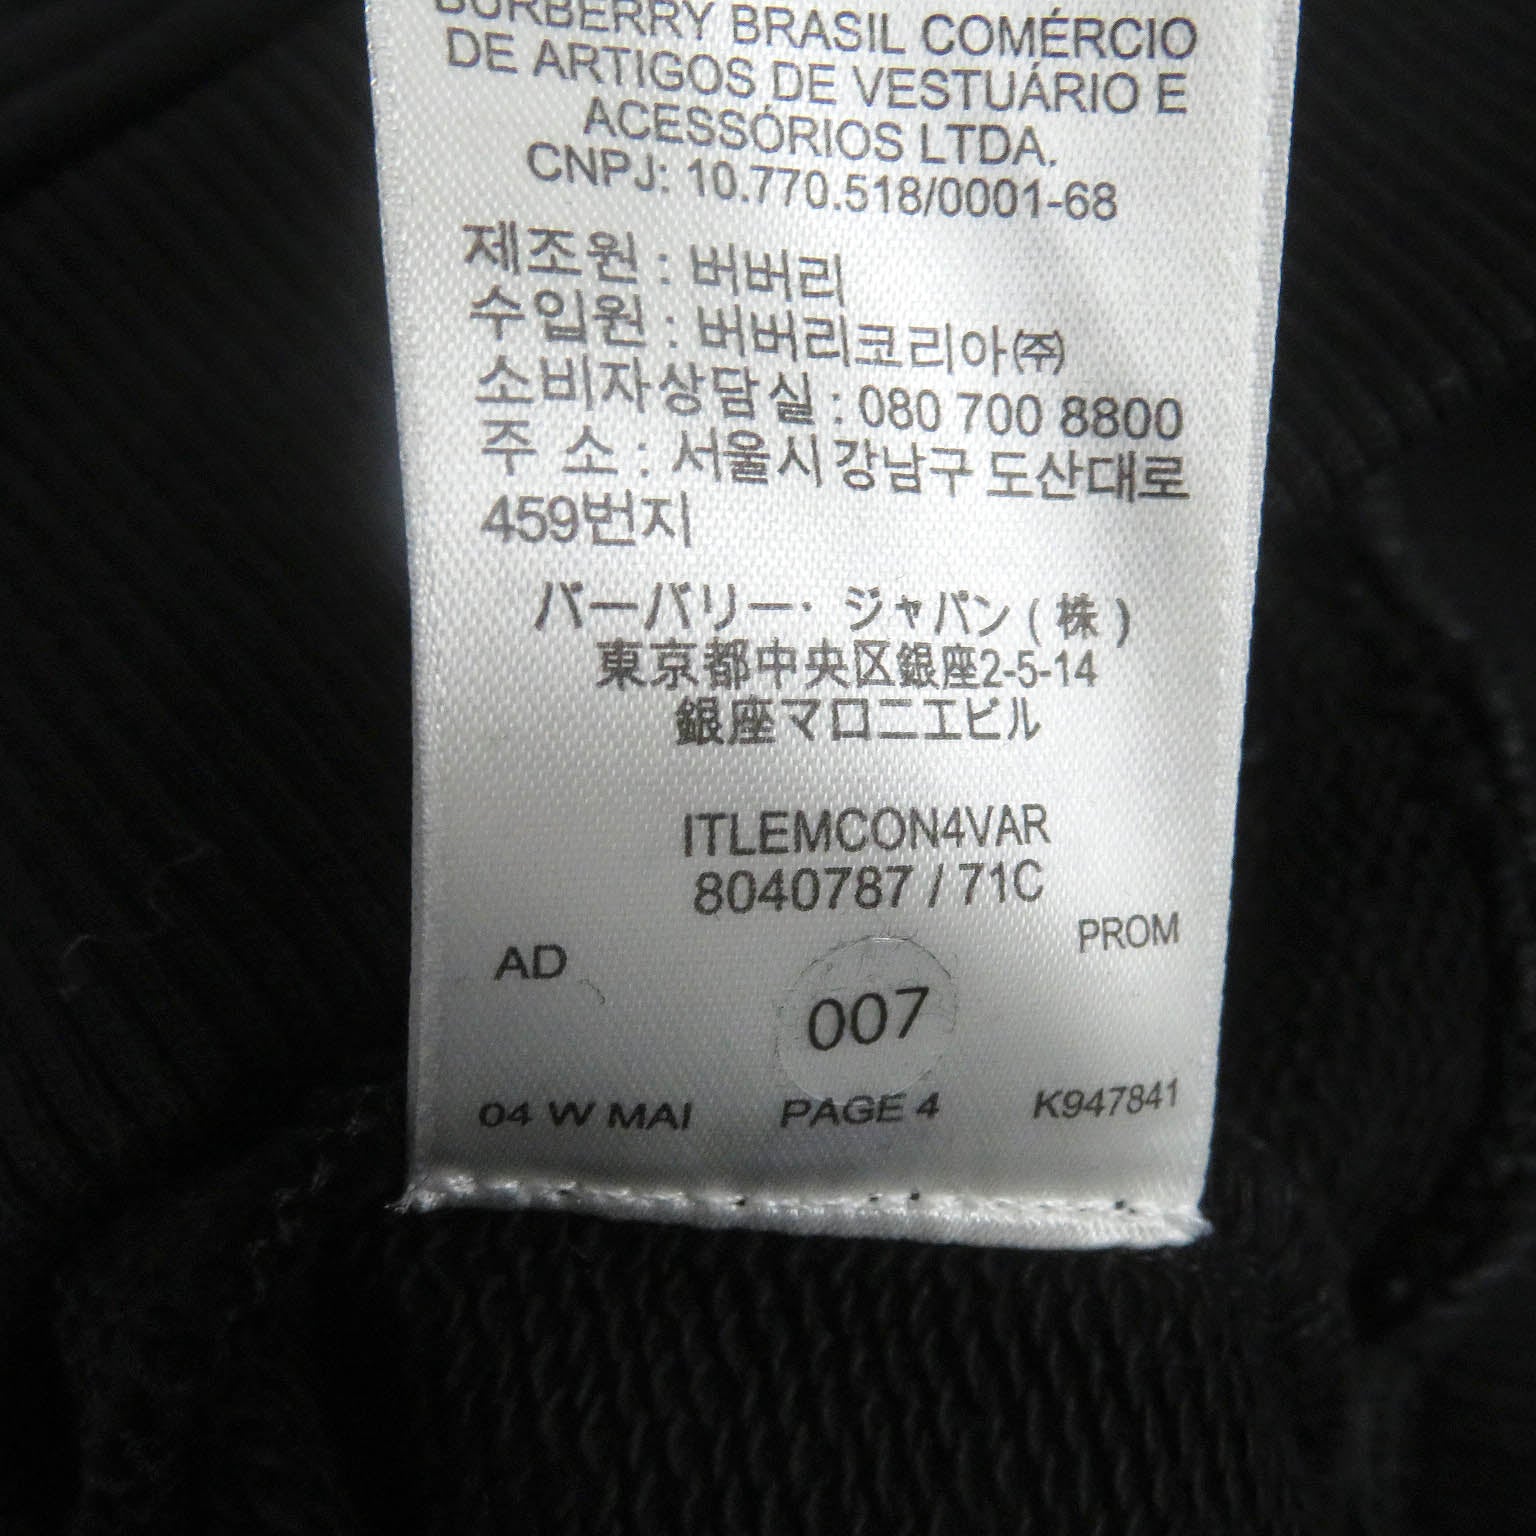 BURBERRY BRASIL COMÉRCIO
DE ARTIGOS DE VESTUÁRIO E
ACESSÓRIOS LTDA.
CNPJ: 10.770.518/0001-68
제조원 : 버버리
수입원 : 버버리코리아㈜
소비자상담실 : 080 700 8800
주 소 : 서울시 강남구 도산대로
459번지
バーバリー・ジャパン(株)
東京都中央区銀座2-5-14
銀座マロニエビル
ITLEMCON4VAR
8040787 / 71C
PROM
AD
007
04 W MAI PAGE 4 K947841